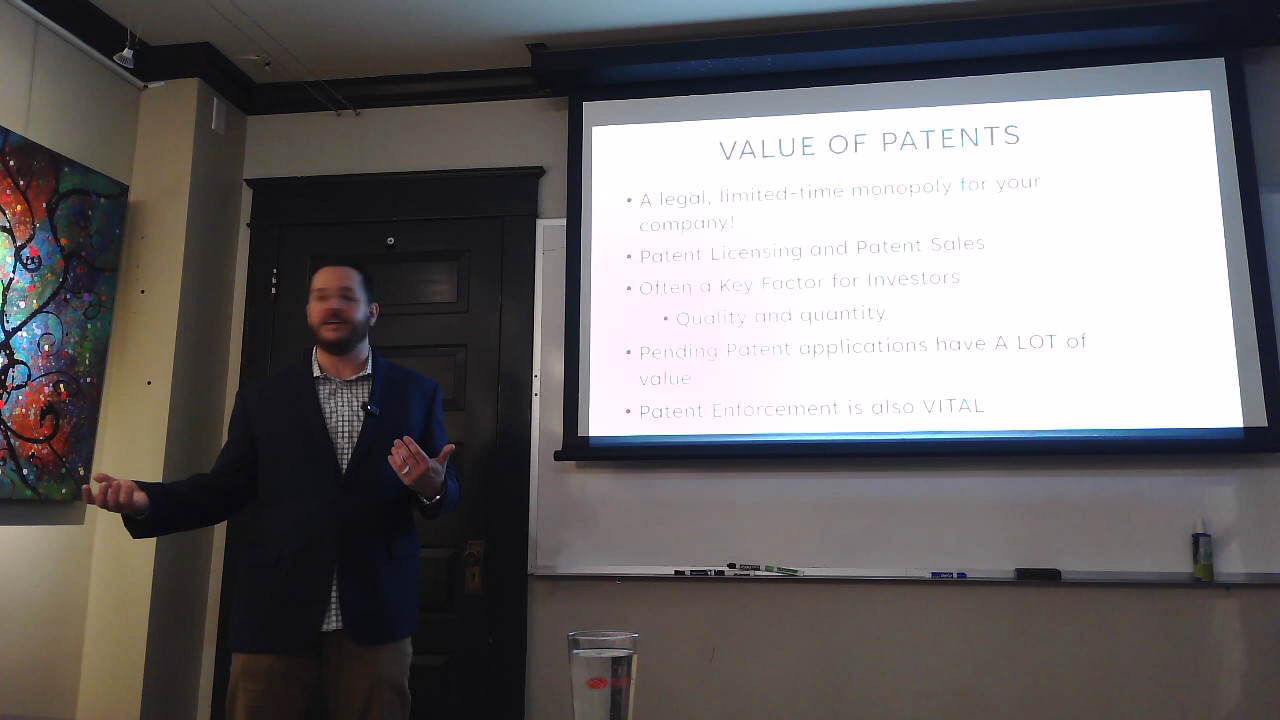 VALUE OF PATENTS
• A legal, limited-time monopoly for your
company!
• Patent Licensing and Patent Sales
• Often a Key Factor for Investors
• Quality and quantity
• Pending Patent applications have A LOT of
value
• Patent Enforcement is also VITAL